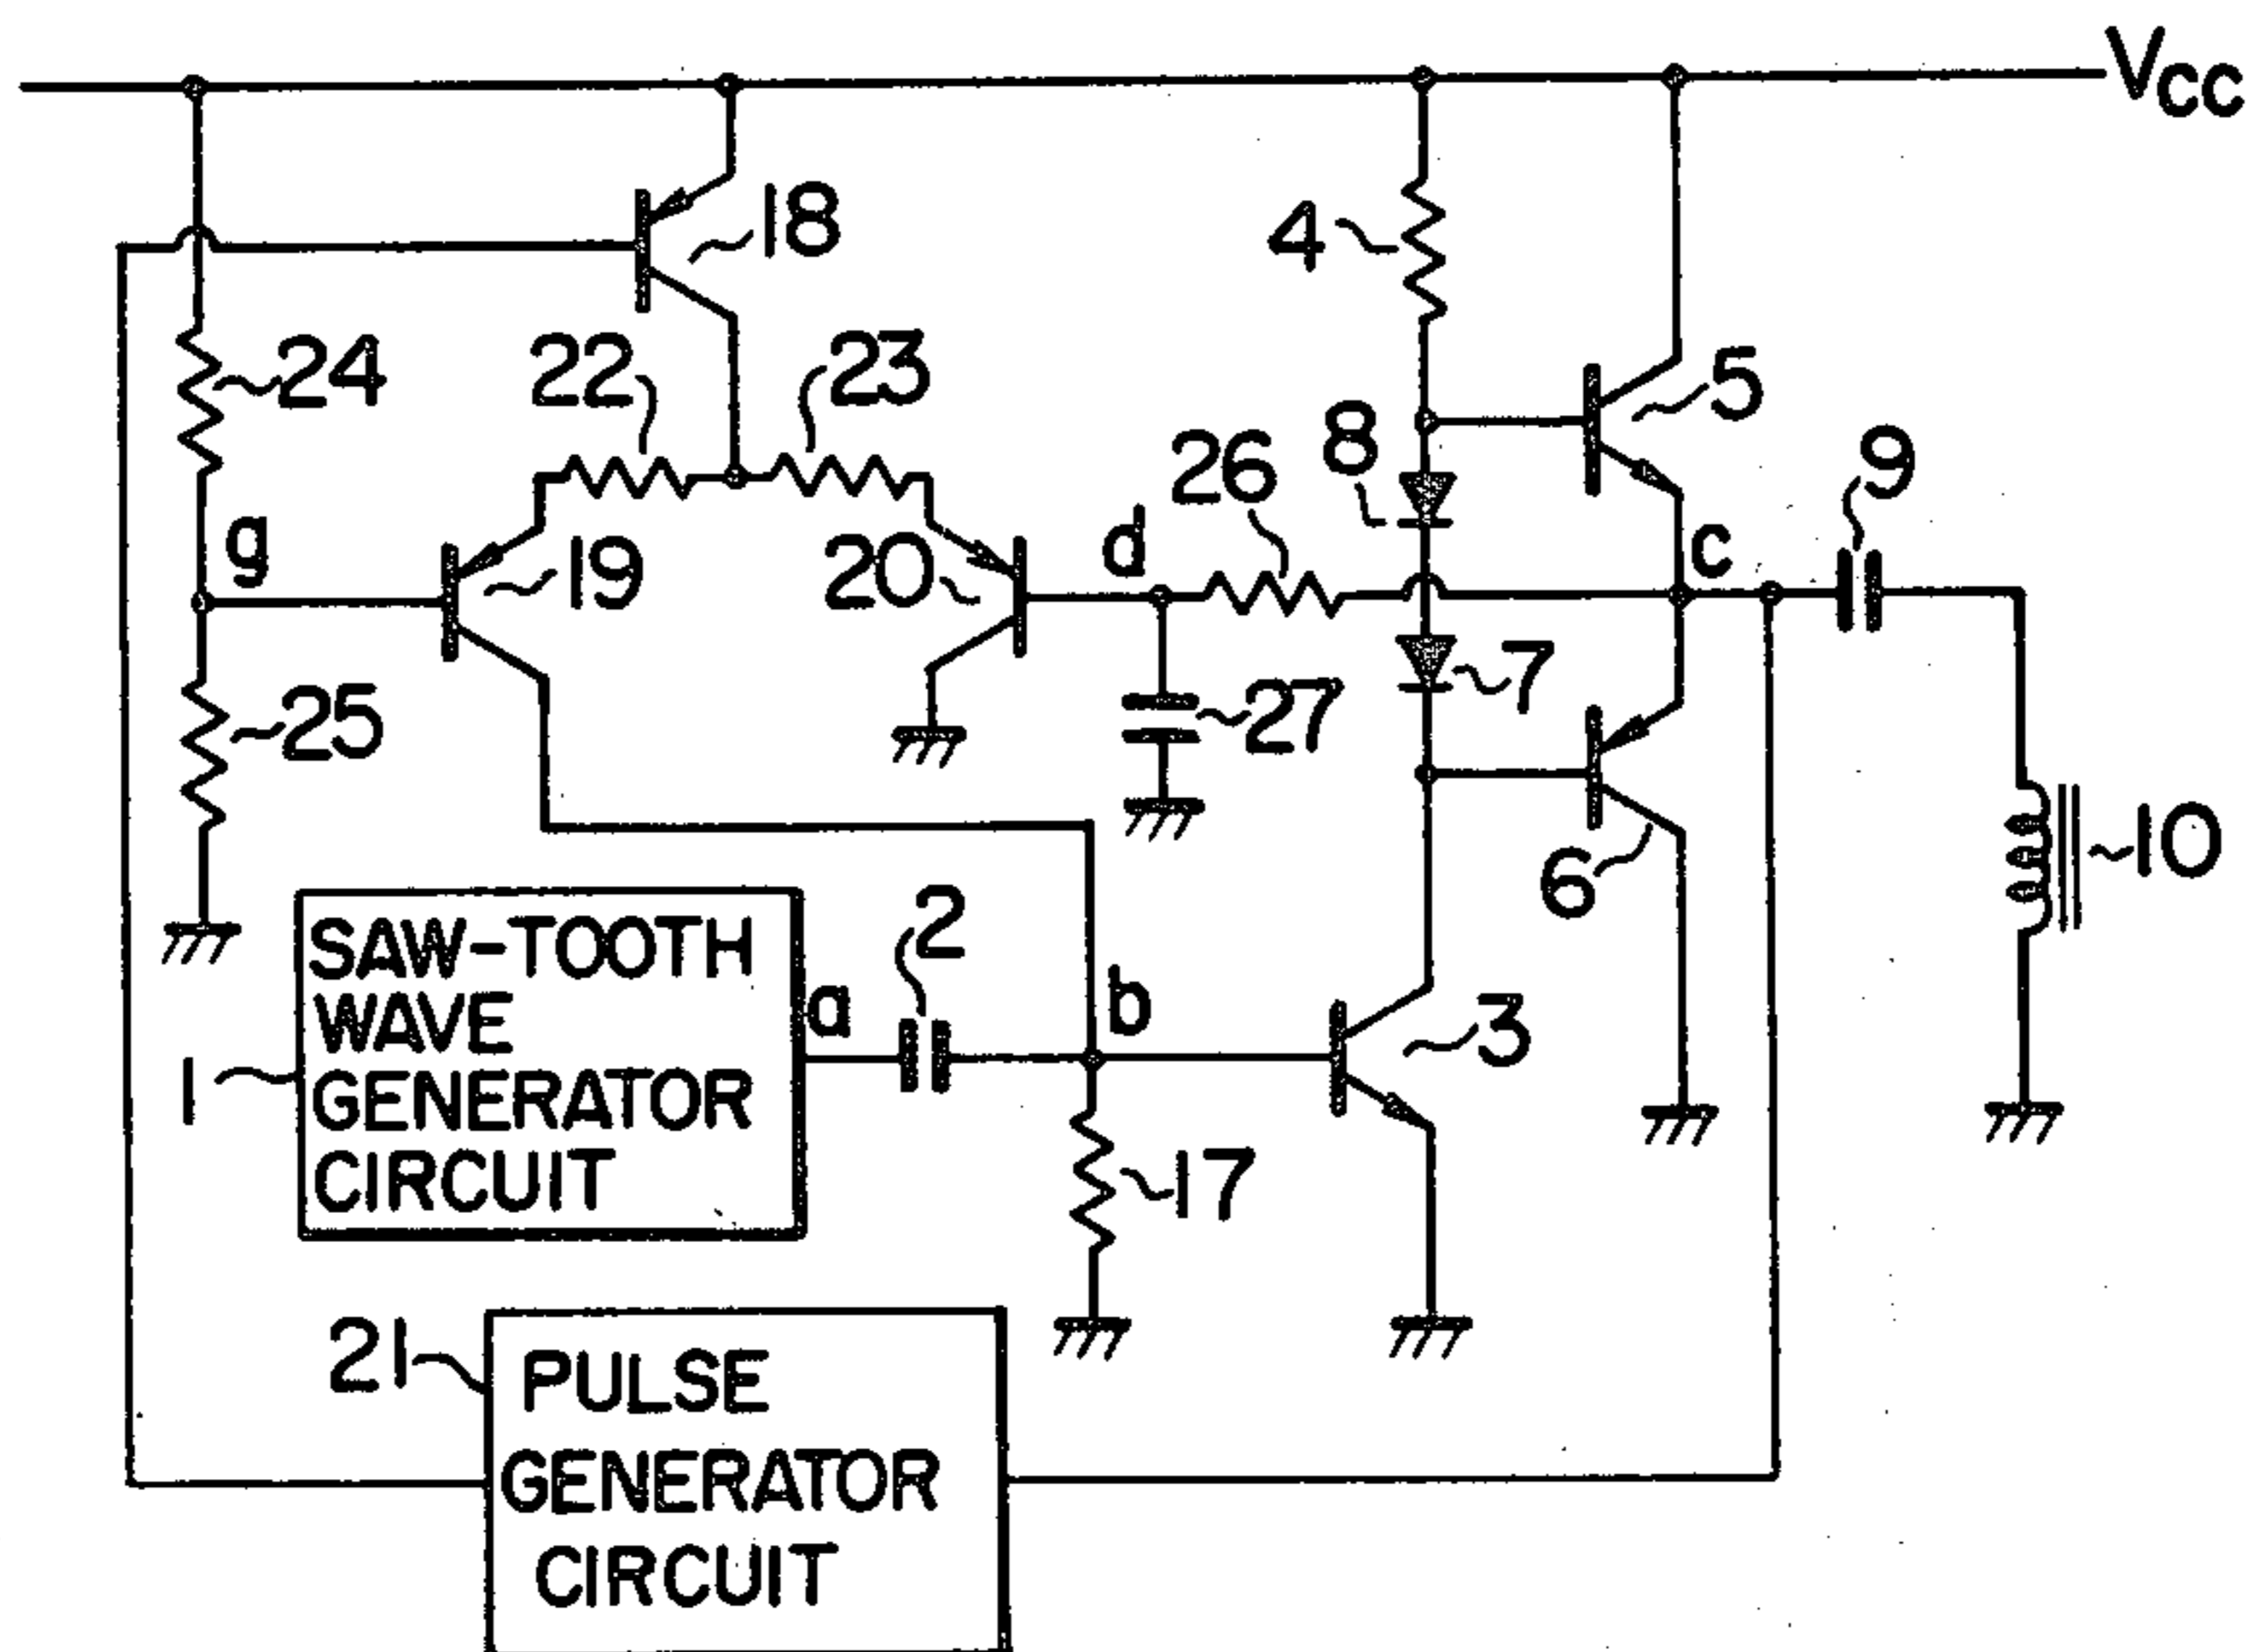 Vcc
18
4
24
22
23
5
8
26
9
g
19
20
d
c
25
27
7
10
6
SAW-TOOTH
WAVE
GENERATOR
CIRCUIT
1
a
2
b
3
17
21
PULSE
GENERATOR
CIRCUIT